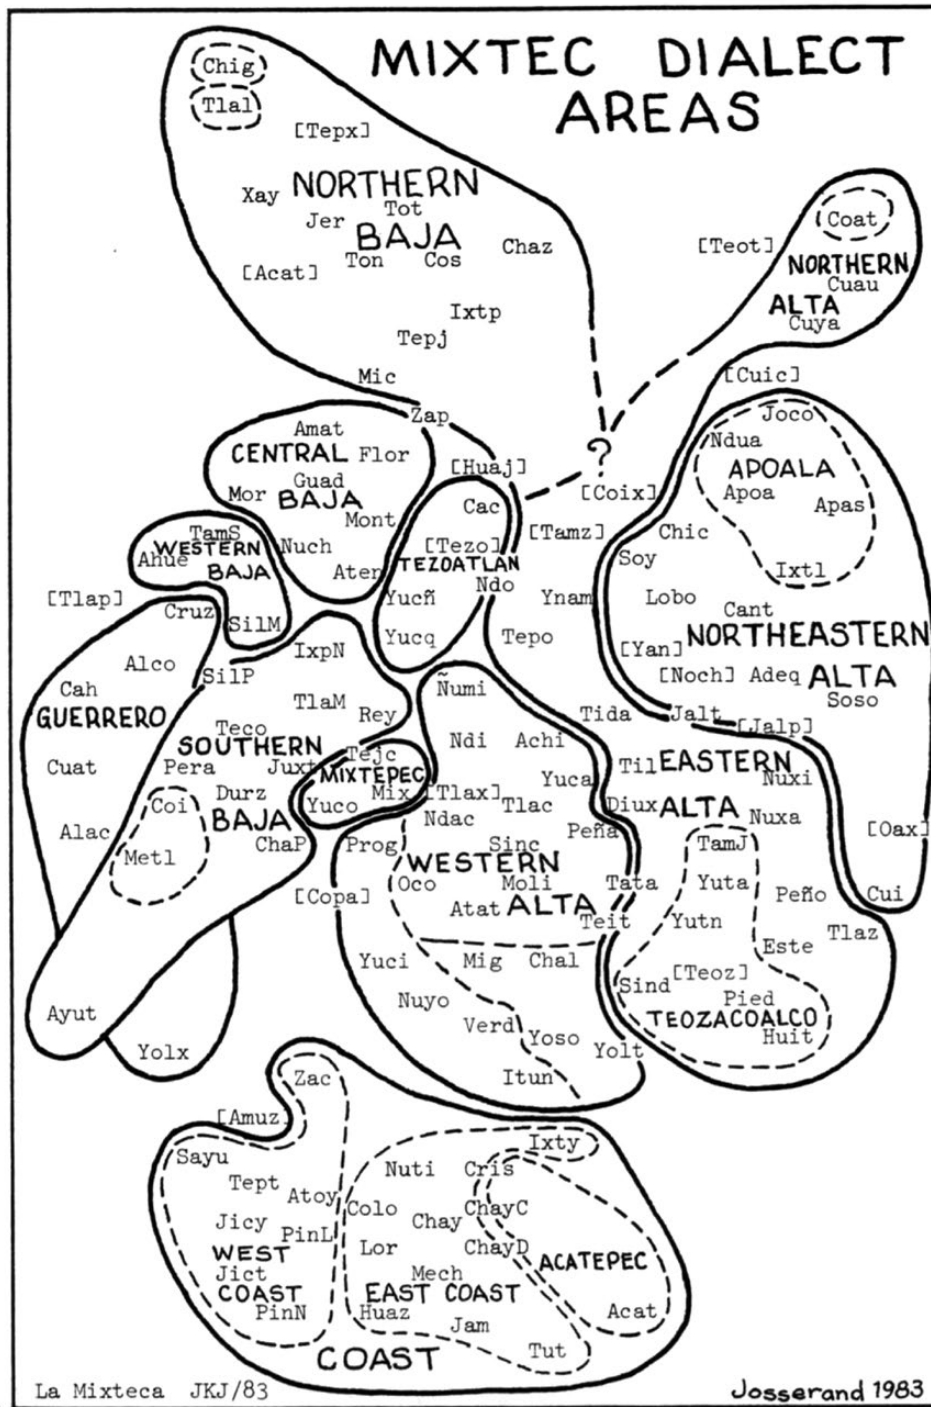 MIXTEC DIALECT
AREAS
Chig
Tlal
[Tepx]
Xay
NORTHERN
Tot
Jer
BAJA
Chaz
Ton
Cos
[Acat]
Ixtp
Tepj
Mic
[Teot]
Coat
NORTHERN
Cuau
ALTA
Cuya
[Cuic]
Zap
Amat
CENTRAL
Flor
Guad
Mor
BAJA
Mont
Nuch
Aten
[Huaj]
?
[Coix]
Cac
[Tamz]
[Tezo]
TEZOATLAN
Ndo
Yucñ
Yucq
Ynam
Tepo
Joco
Ndua
APOALA
Apoa
Apas
Ixtl
Chic
Soy
Lobo
Cant
[Yan]
NORTHEASTERN
[Noch]
Adeq
ALTA
Soso
Jalt
[Jalp]
TamS
WESTERN
Ahue
BAJA
SilM
[Tlap]
Cruz
Alco
Cah
GUERRERO
Cuat
Alac
SilP
IxpN
TlaM
Rey
Teco
SOUTHERN
Pera
Juxt
Durz
Coi
BAJA
ChaP
Metl
Ayut
Yolx
Tejc
MIXTEPEC
Mix
Yuco
Ñumi
Ndi
Achi
Tida
Yuca
[Tlax]
Tlac
Ndac
Peña
Prog
Sinc
WESTERN
Oco
Moli
Tata
[Copa]
Atat
ALTA
Teit
Yuci
Mig
Chal
Nuyo
Verd
Yoso
Yolt
Itun
Til
EASTERN
Nuxi
Diux
ALTA
Nuxa
TamJ
[Oax]
Yuta
Peño
Cui
Yutn
Tlaz
Este
Sind
[Teoz]
Pied
TEOZACOALCO
Huit
Zac
[Amuz]
Sayu
Tept
Atoy
Jicy
PinL
WEST
Jict
COAST
PinN
Ixty
Nuti
Cris
Colo
ChayC
Chay
Lor
ChayD
ACATEPEC
Mech
EAST COAST
Huaz
Acat
Jam
Tut
COAST
La Mixteca JKJ/83
Josserand 1983